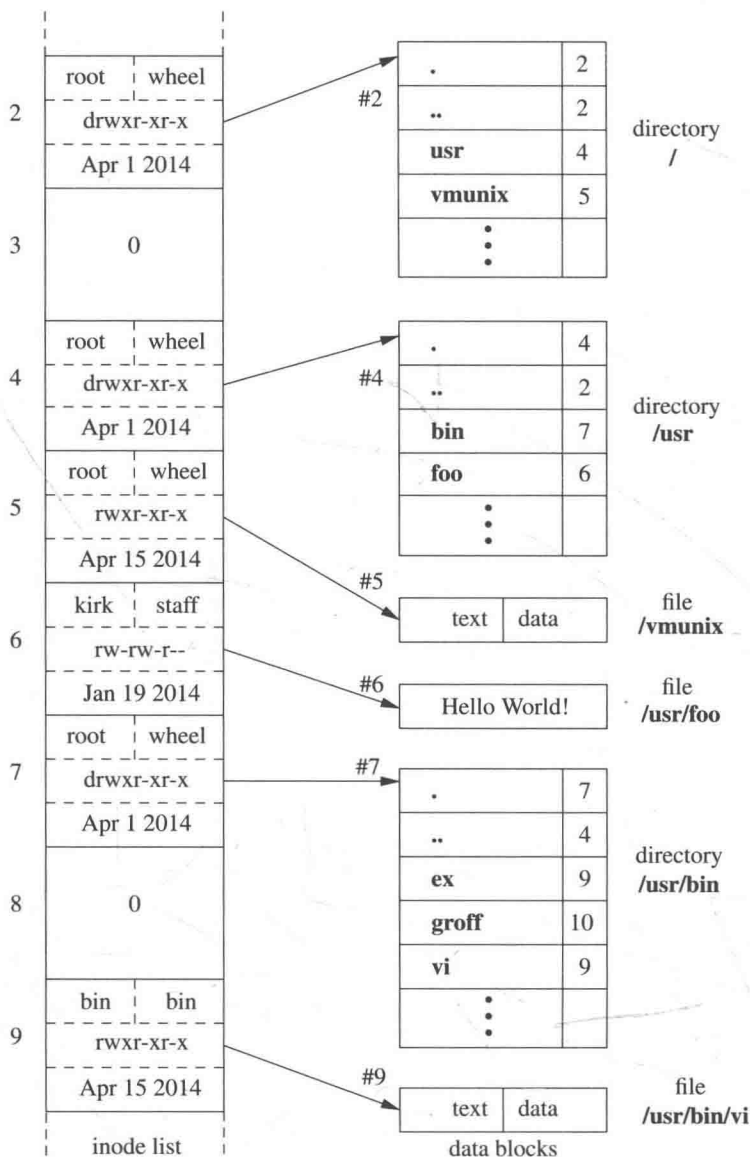 root wheel
2 drwxr-xr-x
Apr 1 2014
3 0
root wheel
4 drwxr-xr-x
Apr 1 2014
root wheel
5 rwxr-xr-x
Apr 15 2014
kirk staff
6 rw-rw-r--
Jan 19 2014
root wheel
7 drwxr-xr-x
Apr 1 2014
8 0
bin bin
9 rwxr-xr-x
Apr 15 2014
inode list
#2
. 2
.. 2
usr 4
vmunix 5
directory
/
#4
. 4
.. 2
bin 7
foo 6
directory
/usr
#5
text data
file
/vmunix
#6
Hello World!
file
/usr/foo
#7
. 7
.. 4
ex 9
groff 10
vi 9
directory
/usr/bin
#9
text data
file
/usr/bin/vi
data blocks